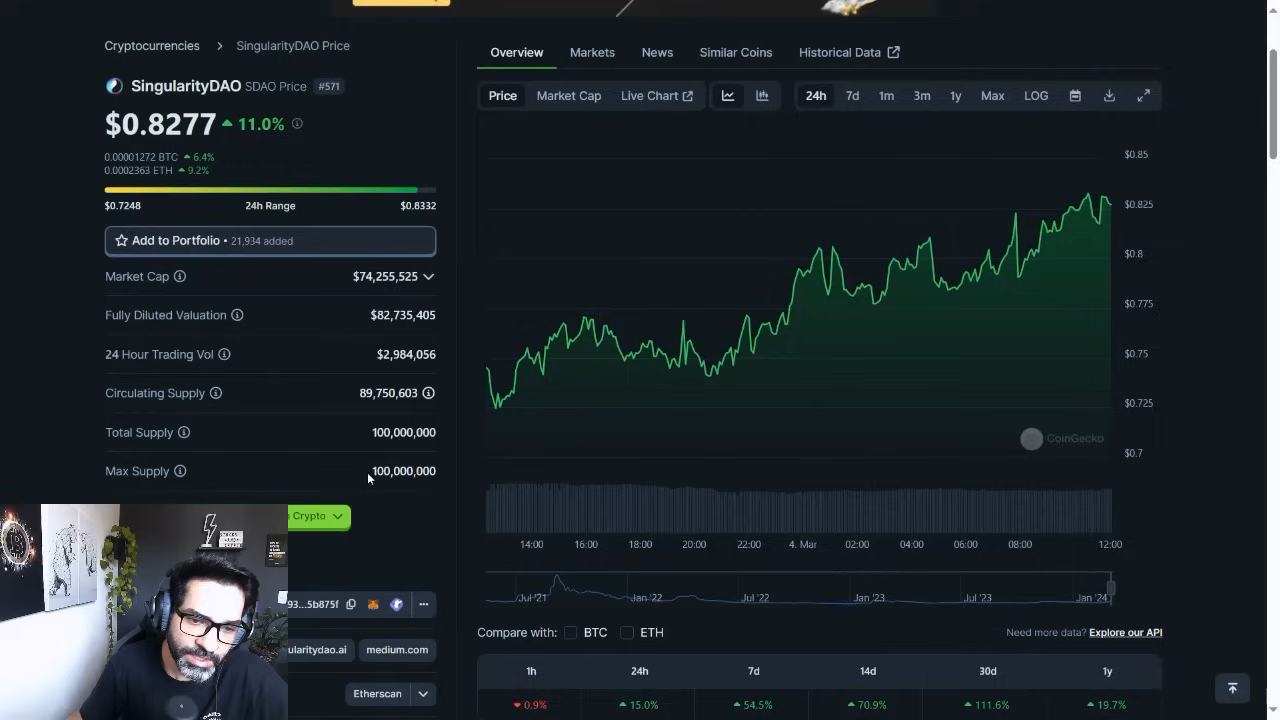 Cryptocurrencies > SingularityDAO Price
SingularityDAO SDAO Price #571
$0.8277 11.0%
0.00001272 BTC 6.4%
0.0002363 ETH 9.2%
$0.7248 24h Range $0.8332
Add to Portfolio • 21,934 added
Market Cap $74,255,525
Fully Diluted Valuation $82,735,405
24 Hour Trading Vol $2,984,056
Circulating Supply 89,750,603
Total Supply 100,000,000
Max Supply 100,000,000
Crypto
93...5b875f
ularitydao.ai medium.com
Etherscan
Overview Markets News Similar Coins Historical Data
Price Market Cap Live Chart 24h 7d 1m 3m 1y Max LOG
$0.85
$0.825
$0.8
$0.775
$0.75
$0.725
$0.7
CoinGecko
14:00 16:00 18:00 20:00 22:00 4. Mar 02:00 04:00 06:00 08:00 12:00
Jul '21 Jan '22 Jul '22 Jan '23 Jul '23 Jan '24
Compare with: BTC ETH Need more data? Explore our API
1h 24h 7d 14d 30d 1y
0.9% 15.0% 54.5% 70.9% 111.6% 19.7%